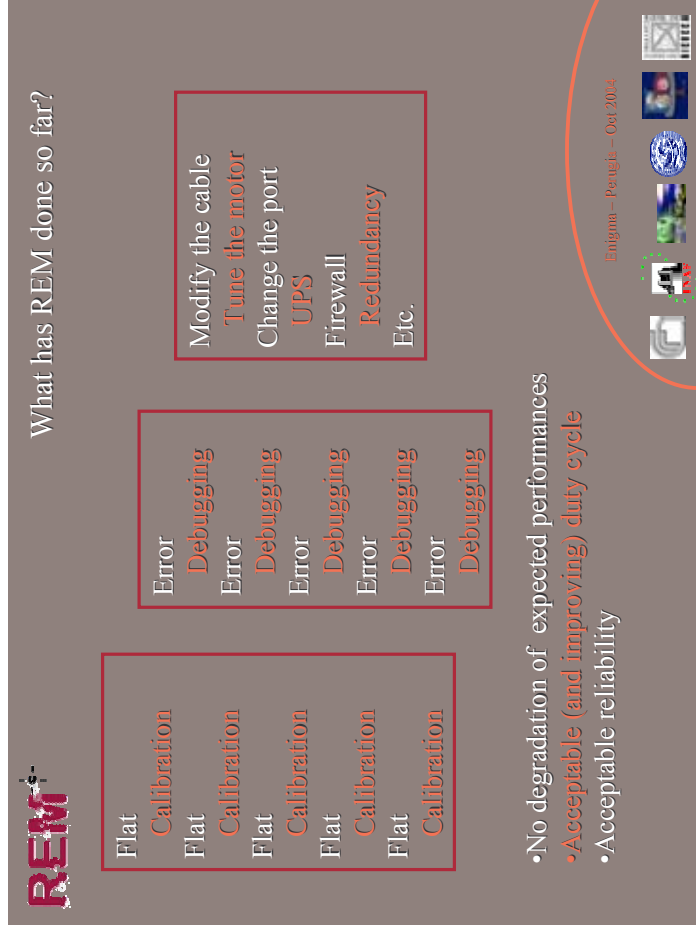 REM
What has REM done so far?
Flat
Calibration
Flat
Calibration
Flat
Calibration
Flat
Calibration
Flat
Calibration
Error
Debugging
Error
Debugging
Error
Debugging
Error
Debugging
Error
Debugging
Modify the cable
Tune the motor
Change the port
UPS
Firewall
Redundancy
Etc.
•No degradation of expected performances
•Acceptable (and improving) duty cycle
•Acceptable reliability
Enigma – Perugia – Oct 2004